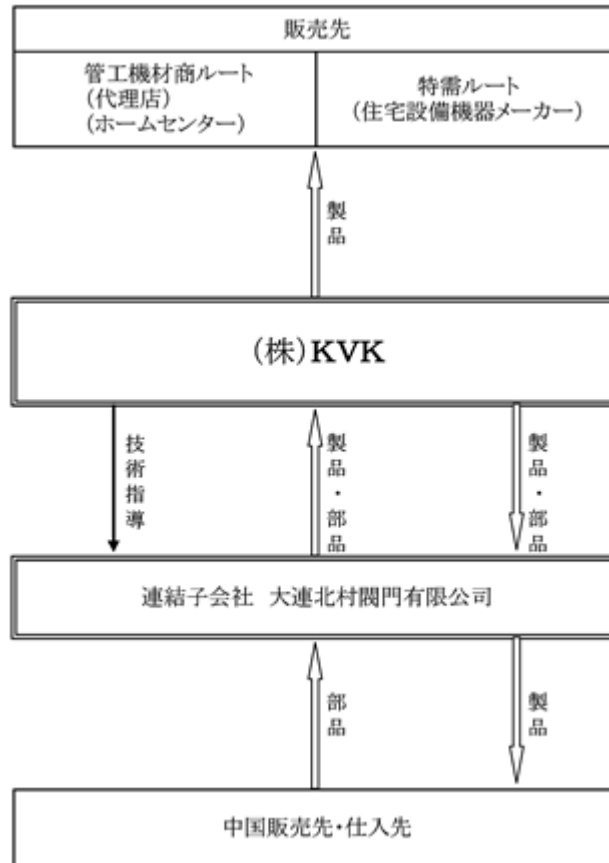 販売先
管工機材商ルート
(代理店)
(ホームセンター)
特需ルート
(住宅設備機器メーカー)
製品
(株)KVK
技術指導
製品・部品
製品・部品
連結子会社 大連北村閥門有限公司
部品
製品
中国販売先・仕入先